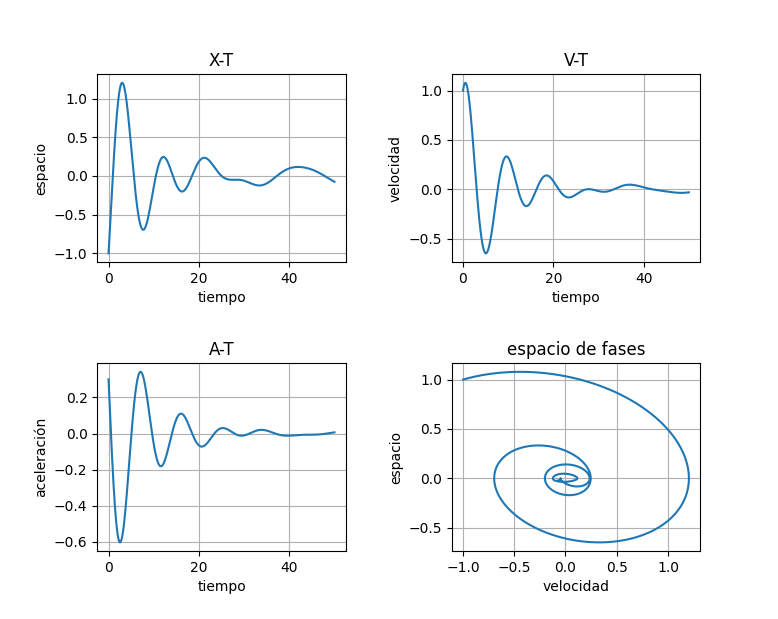 X-T
espacio
1.0
0.5
0.0
−0.5
−1.0
0 20 40
tiempo
V-T
velocidad
1.0
0.5
0.0
−0.5
0 20 40
tiempo
A-T
aceleración
0.2
0.0
−0.2
−0.4
−0.6
0 20 40
tiempo
espacio de fases
espacio
1.0
0.5
0.0
−0.5
−1.0 −0.5 0.0 0.5 1.0
velocidad